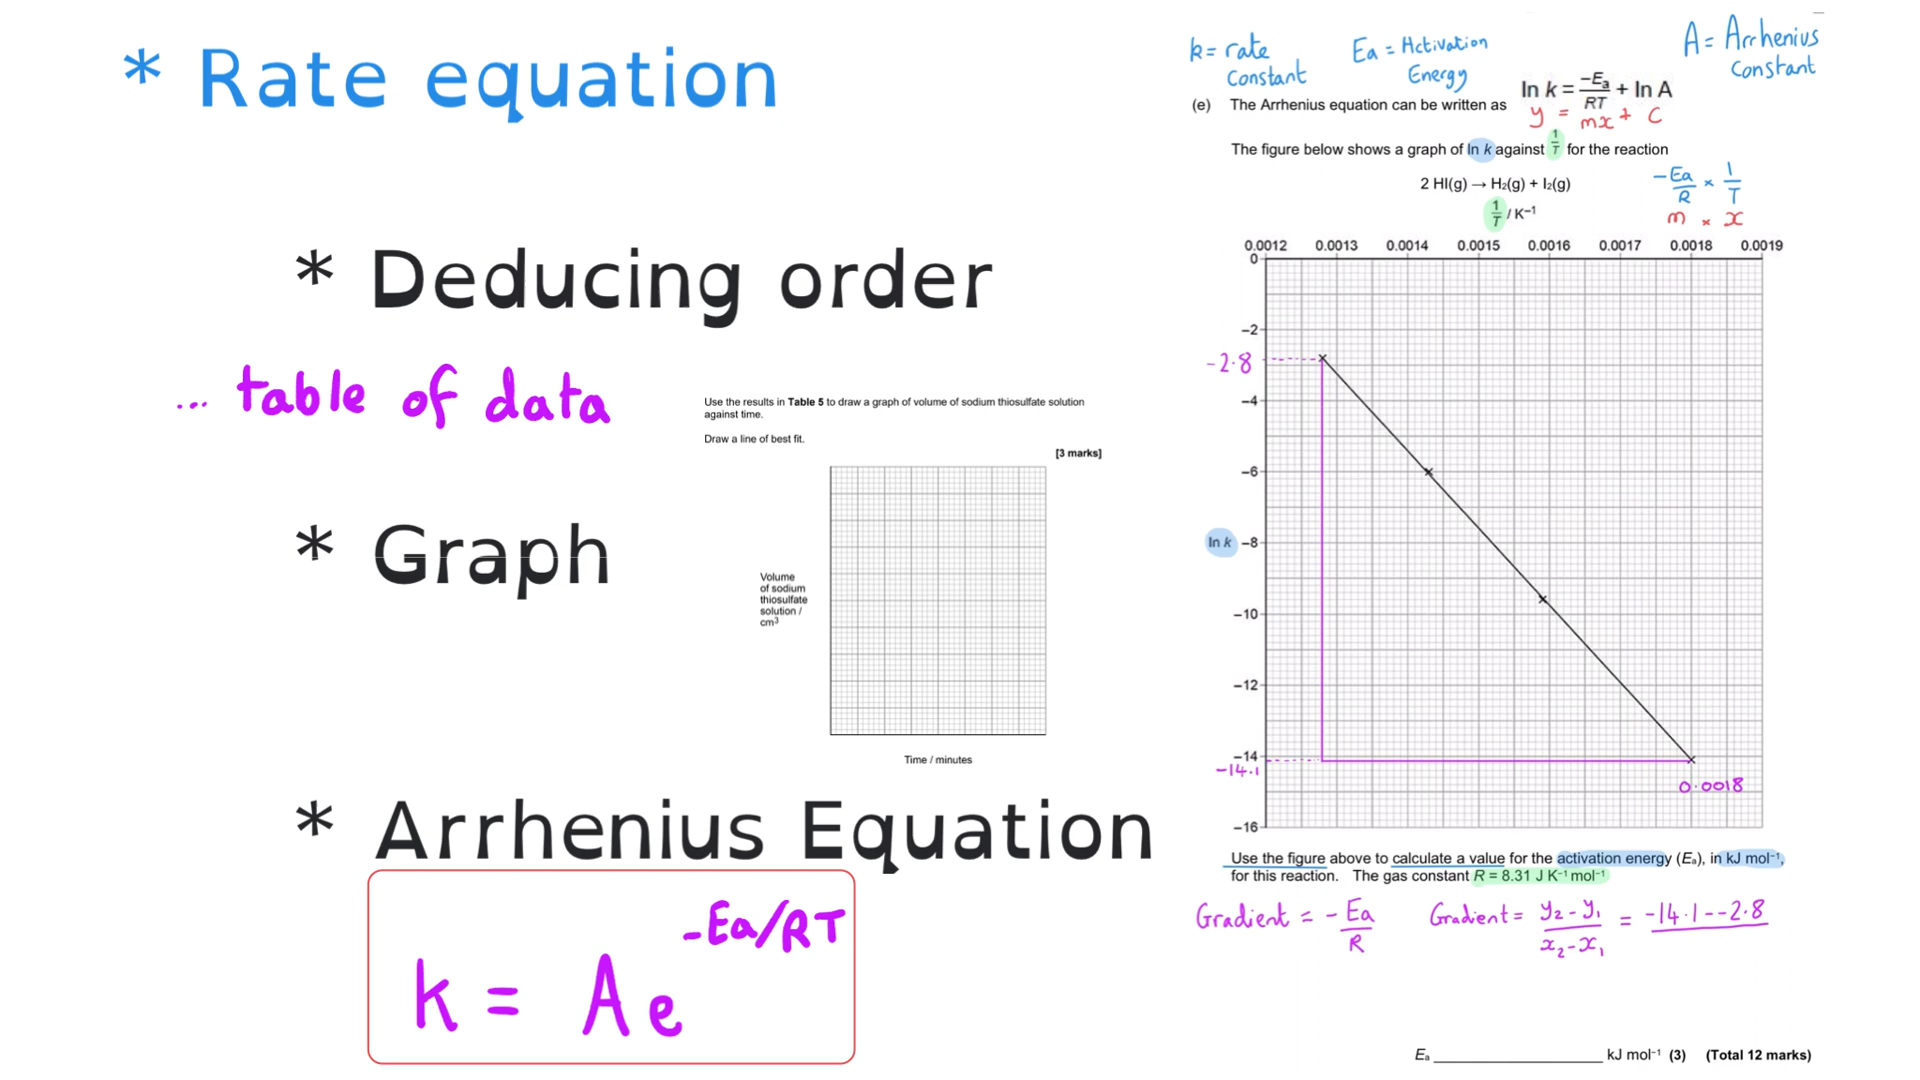 * Rate equation
* Deducing order
... table of data
* Graph
Use the results in Table 5 to draw a graph of volume of sodium thiosulfate solution
against time.
Draw a line of best fit.
[3 marks]
Volume
of sodium
thiosulfate
solution /
cm³
Time / minutes
* Arrhenius Equation
k = Ae^-Ea/RT
k = rate
Constant
Ea = Activation
Energy
A = Arrhenius
Constant
(e) The Arrhenius equation can be written as ln k = -Eₐ/RT + ln A
y = mx + c
The figure below shows a graph of ln k against 1/T for the reaction
2 HI(g) → H₂(g) + I₂(g)
-Ea/R × 1/T
m × x
1/T / K⁻¹
0.0012 0.0013 0.0014 0.0015 0.0016 0.0017 0.0018 0.0019
0
-2
-2.8
-4
-6
ln k -8
-10
-12
-14
-14.1
0.0018
-16
Use the figure above to calculate a value for the activation energy (Eₐ), in kJ mol⁻¹,
for this reaction. The gas constant R = 8.31 J K⁻¹ mol⁻¹
Gradient = -Ea/R
Gradient = y₂-y₁/x₂-x₁ = -14.1--2.8
Eₐ ____________________ kJ mol⁻¹ (3) (Total 12 marks)